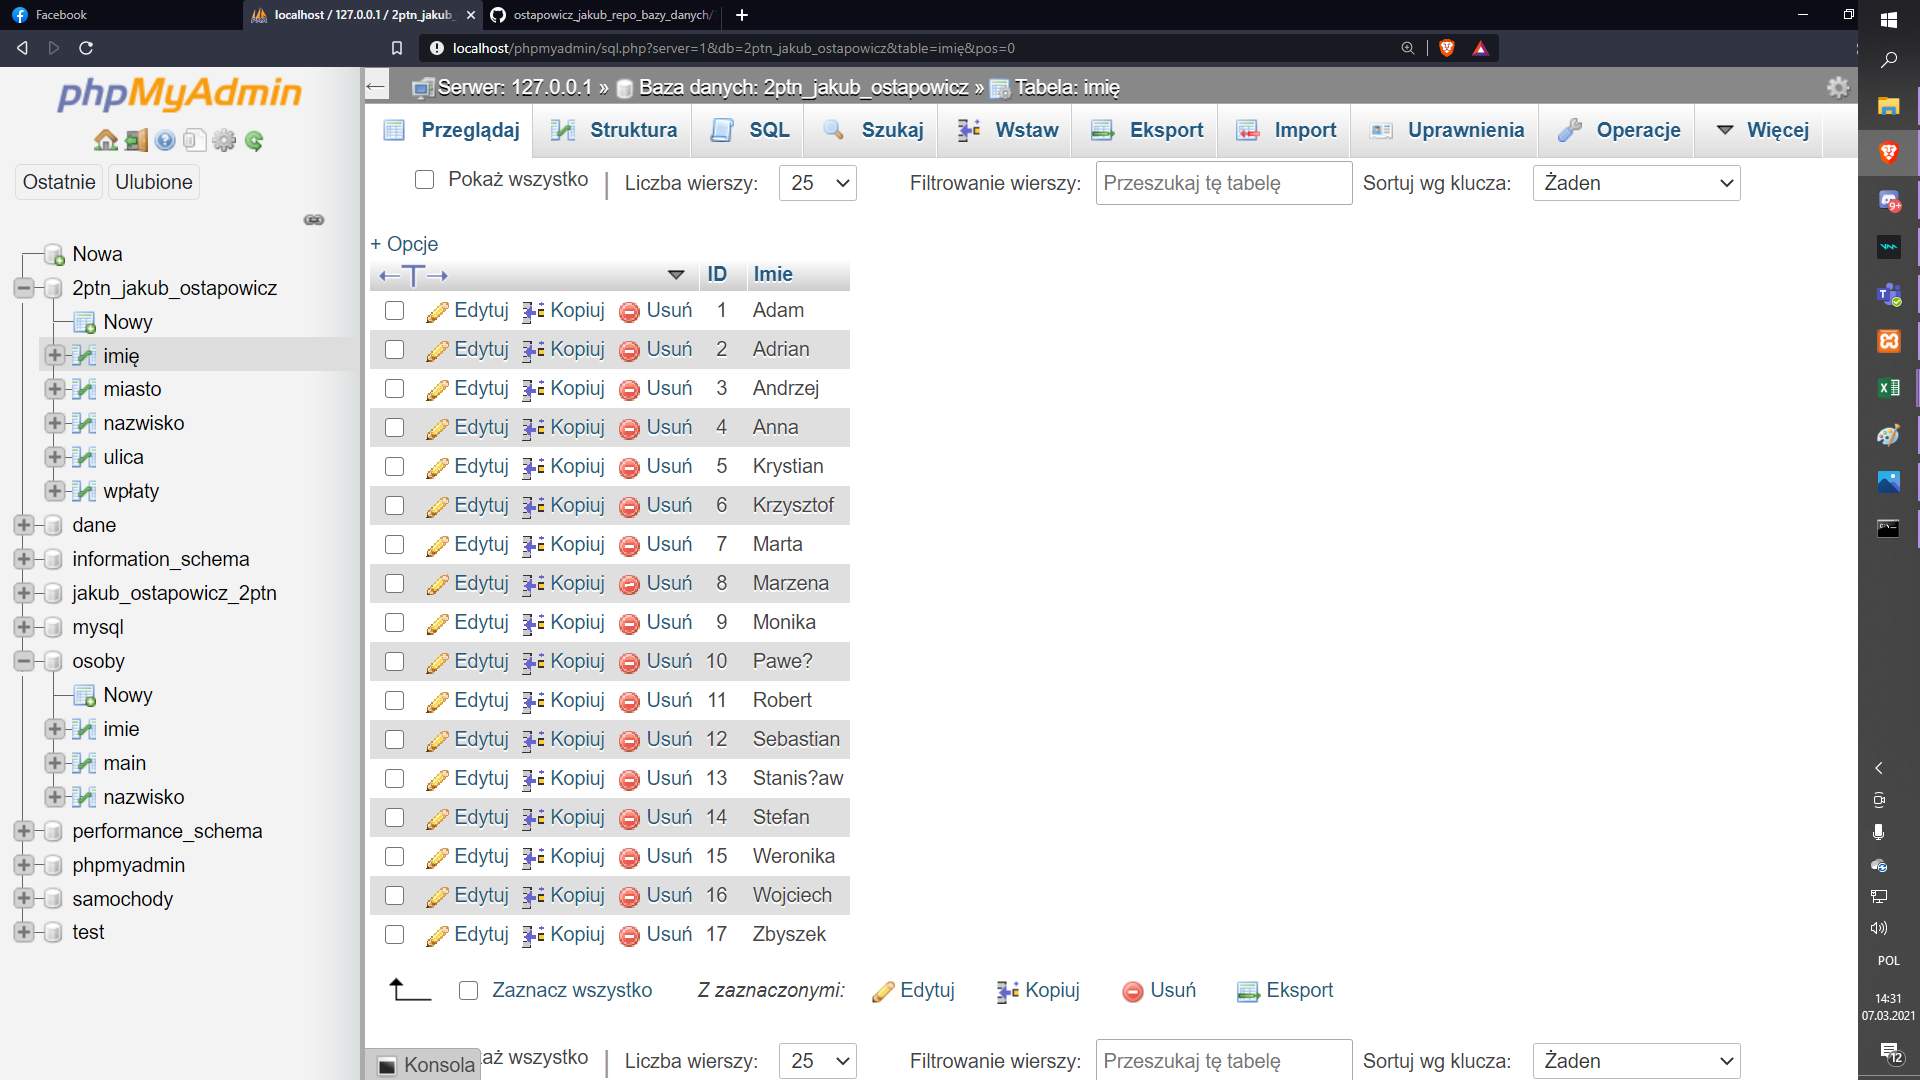 Facebook
localhost / 127.0.0.1 / 2ptn_jakub_
ostapowicz_jakub_repo_bazy_danych/
localhost/phpmyadmin/sql.php?server=1&db=2ptn_jakub_ostapowicz&table=imię&pos=0
phpMyAdmin
Ostatnie Ulubione
Nowa
2ptn_jakub_ostapowicz
Nowy
imię
miasto
nazwisko
ulica
wpłaty
dane
information_schema
jakub_ostapowicz_2ptn
mysql
osoby
Nowy
imie
main
nazwisko
performance_schema
phpmyadmin
samochody
test
Serwer: 127.0.0.1 » Baza danych: 2ptn_jakub_ostapowicz » Tabela: imię
Przeglądaj Struktura SQL Szukaj Wstaw Eksport Import Uprawnienia Operacje Więcej
Pokaż wszystko | Liczba wierszy: 25 Filtrowanie wierszy: Przeszukaj tę tabelę Sortuj wg klucza: Żaden
+ Opcje
←T→ ID Imie
Edytuj Kopiuj Usuń 1 Adam
Edytuj Kopiuj Usuń 2 Adrian
Edytuj Kopiuj Usuń 3 Andrzej
Edytuj Kopiuj Usuń 4 Anna
Edytuj Kopiuj Usuń 5 Krystian
Edytuj Kopiuj Usuń 6 Krzysztof
Edytuj Kopiuj Usuń 7 Marta
Edytuj Kopiuj Usuń 8 Marzena
Edytuj Kopiuj Usuń 9 Monika
Edytuj Kopiuj Usuń 10 Pawe?
Edytuj Kopiuj Usuń 11 Robert
Edytuj Kopiuj Usuń 12 Sebastian
Edytuj Kopiuj Usuń 13 Stanis?aw
Edytuj Kopiuj Usuń 14 Stefan
Edytuj Kopiuj Usuń 15 Weronika
Edytuj Kopiuj Usuń 16 Wojciech
Edytuj Kopiuj Usuń 17 Zbyszek
Zaznacz wszystko Z zaznaczonymi: Edytuj Kopiuj Usuń Eksport
Konsola
aż wszystko | Liczba wierszy: 25 Filtrowanie wierszy: Przeszukaj tę tabelę Sortuj wg klucza: Żaden
9+
POL
14:31
07.03.2021
12